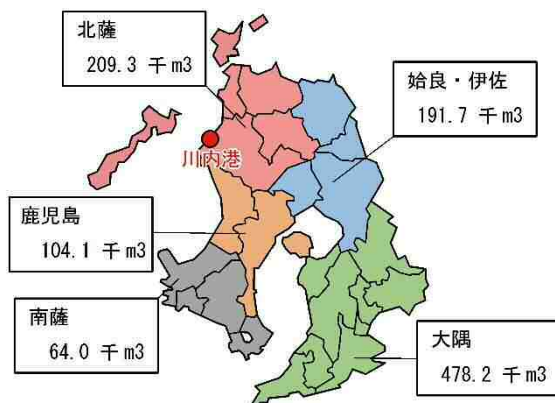 北薩
209.3 千m3
姶良・伊佐
191.7 千m3
川内港
鹿児島
104.1 千m3
南薩
64.0 千m3
大隅
478.2 千m3